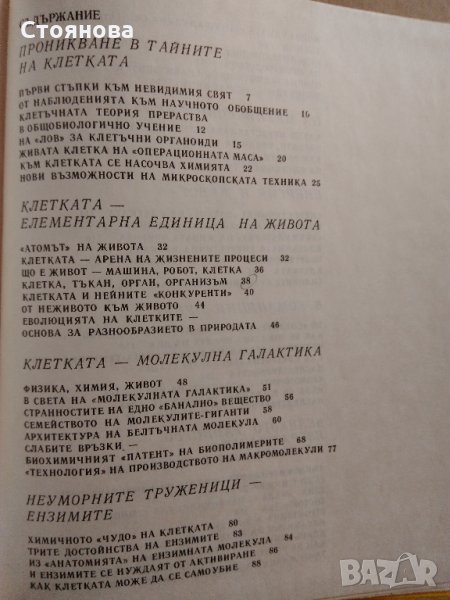 Стоянова
СЪДЪРЖАНИЕ
ПРОНИКВАНЕ В ТАЙНИТЕ
НА КЛЕТКАТА
ПЪРВИ СТЪПКИ КЪМ НЕВИДИМИЯ СВЯТ 7
ОТ НАБЛЮДЕНИЯТА КЪМ НАУЧНОТО ОБОБЩЕНИЕ 10
КЛЕТЪЧНАТА ТЕОРИЯ ПРЕРАСТВА
В ОБЩОБИОЛОГИЧНО УЧЕНИЕ 12
НА «ЛОВ» ЗА КЛЕТЪЧНИ ОРГАНОИДИ 15
ЖИВАТА КЛЕТКА НА «ОПЕРАЦИОННАТА МАСА» 20
КЪМ КЛЕТКАТА СЕ НАСОЧВА ХИМИЯТА 22
НОВИ ВЪЗМОЖНОСТИ НА МИКРОСКОПСКАТА ТЕХНИКА 25
КЛЕТКАТА —
ЕЛЕМЕНТАРНА ЕДИНИЦА НА ЖИВОТА
«АТОМЪТ» НА ЖИВОТА 32
КЛЕТКАТА — АРЕНА НА ЖИЗНЕНИТЕ ПРОЦЕСИ 32
ЩО Е ЖИВОТ — МАШИНА, РОБОТ, КЛЕТКА 36
КЛЕТКА, ТЪКАН, ОРГАН, ОРГАНИЗЪМ 38
КЛЕТКАТА И НЕЙНИТЕ «КОНКУРЕНТИ» 40
ОТ НЕЖИВОТО КЪМ ЖИВОТО 44
ЕВОЛЮЦИЯТА НА КЛЕТКИТЕ —
ОСНОВА ЗА РАЗНООБРАЗИЕТО В ПРИРОДАТА 46
КЛЕТКАТА — МОЛЕКУЛНА ГАЛАКТИКА
ФИЗИКА, ХИМИЯ, ЖИВОТ 48
В СВЕТА НА «МОЛЕКУЛНАТА ГАЛАКТИКА» 51
СТРАННОСТИТЕ НА ЕДНО «БАНАЛНО» ВЕЩЕСТВО 56
СЕМЕЙСТВОТО НА МОЛЕКУЛИТЕ-ГИГАНТИ 58
АРХИТЕКТУРА НА БЕЛТЪЧНАТА МОЛЕКУЛА 60
СЛАБИТЕ ВРЪЗКИ —
БИОХИМИЧНИЯТ «ПАТЕНТ» НА БИОПОЛИМЕРИТЕ 68
«ТЕХНОЛОГИЯ» НА ПРОИЗВОДСТВОТО НА МАКРОМОЛЕКУЛИ 77
НЕУМОРНИТЕ ТРУЖЕНИЦИ —
ЕНЗИМИТЕ
ХИМИЧНОТО «ЧУДО» НА КЛЕТКАТА 80
ТРИТЕ ДОСТОЙНСТВА НА ЕНЗИМИТЕ 83
ИЗ «АНАТОМИЯТА» НА ЕНЗИМНАТА МОЛЕКУЛА 84
И ЕНЗИМИТЕ СЕ НУЖДАЯТ ОТ АКТИВИРАНЕ 86
КАК КЛЕТКАТА МОЖЕ ДА СЕ САМОУБИЕ 88
BAZAR